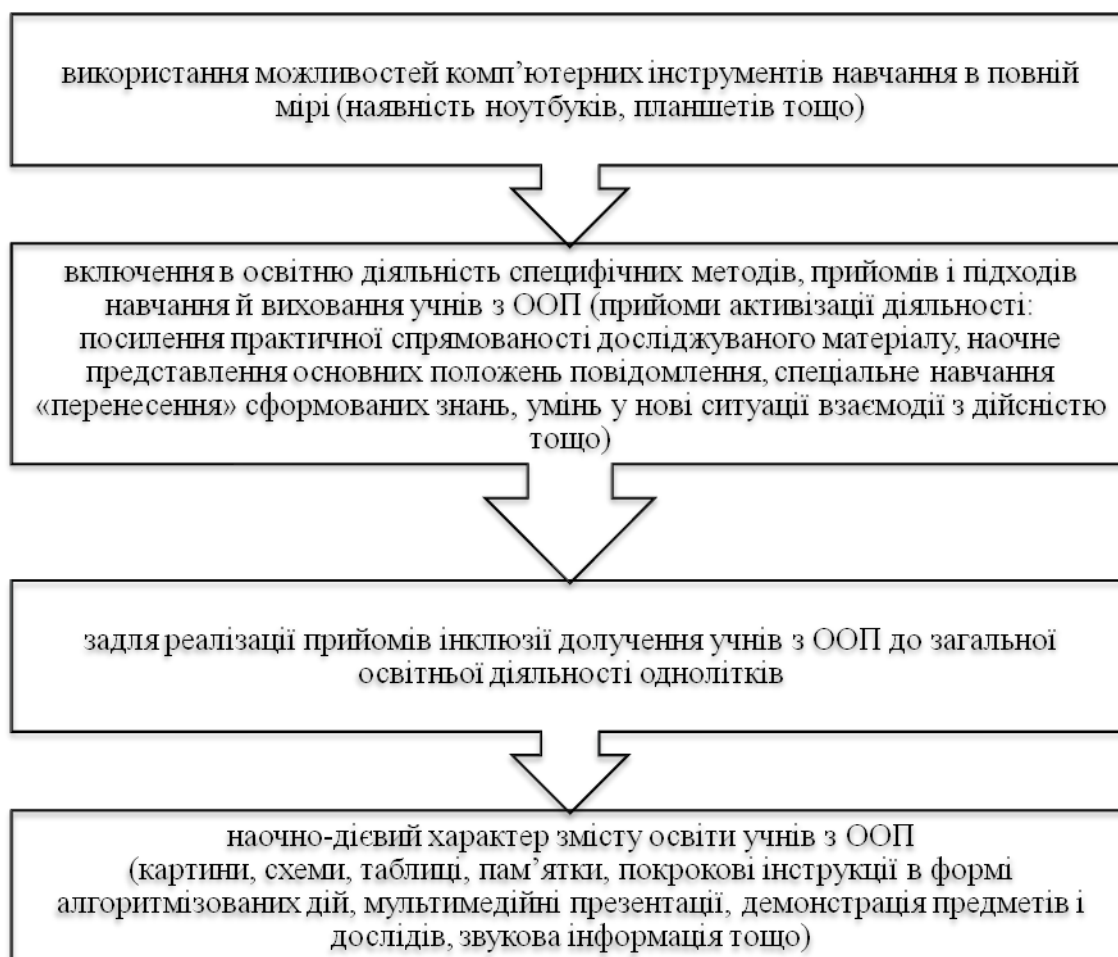 використання можливостей комп’ютерних інструментів навчання в повній
мірі (наявність ноутбуків, планшетів тощо)
включення в освітню діяльність специфічних методів, прийомів і підходів
навчання й виховання учнів з ООП (прийоми активізації діяльності:
посилення практичної спрямованості досліджуваного матеріалу, наочне
представлення основних положень повідомлення, спеціальне навчання
«перенесення» сформованих знань, умінь у нові ситуації взаємодії з дійсністю
тощо)
задля реалізації прийомів інклюзії долучення учнів з ООП до загальної
освітньої діяльності однолітків
наочно-дієвий характер змісту освіти учнів з ООП
(картини, схеми, таблиці, пам’ятки, покрокові інструкції в формі
алгоритмізованих дій, мультимедійні презентації, демонстрація предметів і
дослідів, звукова інформація тощо)